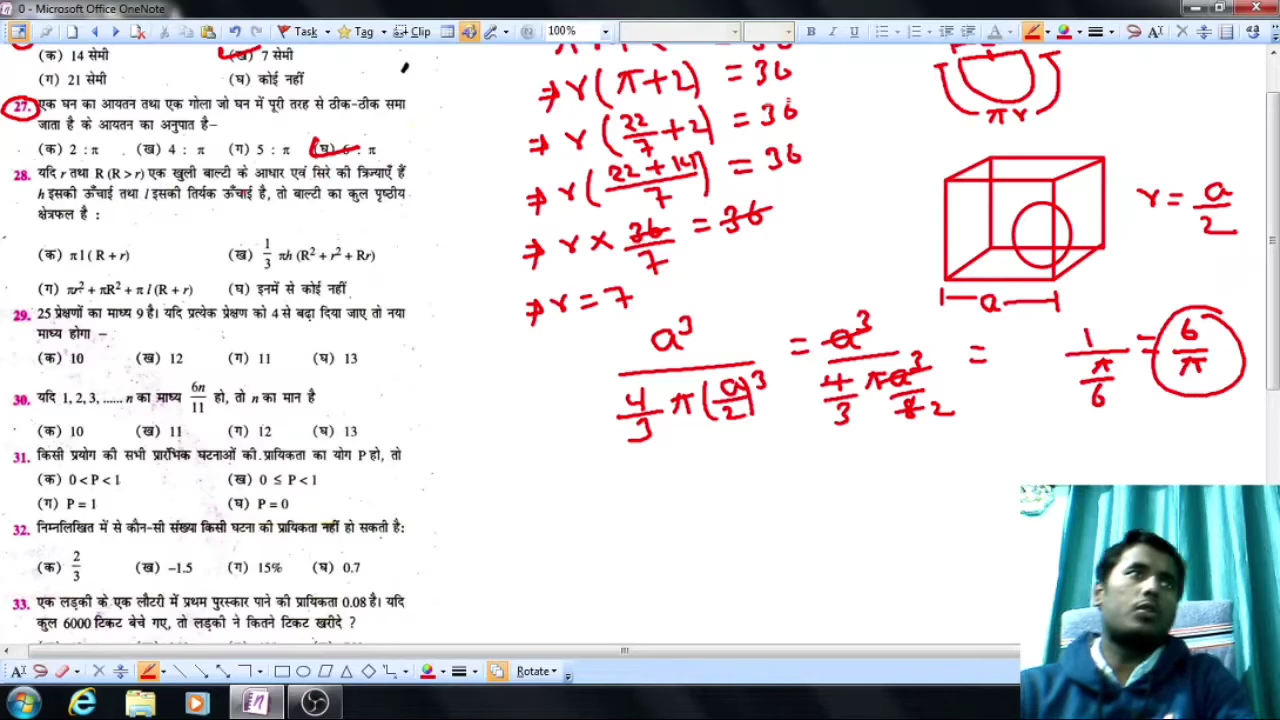 0 - Microsoft OneNote
Task Tag Clip 100%
(क) 14 सेमी (ख) 7 सेमी
(ग) 21 सेमी (घ) कोई नहीं
27. एक घन का आयतन तथा एक गोला जो घन में पूरी तरह से ठीक-ठीक समा
जाता है के आयतन का अनुपात है–
(क) 2 : π (ख) 4 : π (ग) 5 : π (घ) 6 : π
28. यदि r तथा R (R > r) एक खुली बाल्टी के आधार एवं सिरे की त्रिज्याएँ हैं
h इसकी ऊँचाई तथा l इसकी तिर्यक ऊँचाई है, तो बाल्टी का कुल पृष्ठीय
क्षेत्रफल है :
(क) π l ( R + r) (ख) 1/3 πh (R² + r² + Rr)
(ग) πr² + πR² + π l (R + r) (घ) इनमें से कोई नहीं
29. 25 प्रेक्षणों का माध्य 9 है। यदि प्रत्येक प्रेक्षण को 4 से बढ़ा दिया जाए तो नया
माध्य होगा –
(क) 10 (ख) 12 (ग) 11 (घ) 13
30. यदि 1, 2, 3, ...... n का माध्य 6n/11 हो, तो n का मान है
(क) 10 (ख) 11 (ग) 12 (घ) 13
31. किसी प्रयोग की सभी प्रारंभिक घटनाओं की प्रायिकता का योग P हो, तो
(क) 0 < P < 1 (ख) 0 ≤ P < 1
(ग) P = 1 (घ) P = 0
32. निम्नलिखित में से कौन-सी संख्या किसी घटना की प्रायिकता नहीं हो सकती है:
(क) 2/3 (ख) –1.5 (ग) 15% (घ) 0.7
33. एक लड़की के एक लौटरी में प्रथम पुरस्कार पाने की प्रायिकता 0.08 है। यदि
कुल 6000 टिकट बेचे गए, तो लड़की ने कितने टिकट खरीदे ?
⇒ r(π+2) = 36
⇒ r(22/7+2) = 36
⇒ r(22+14/7) = 36
⇒ r × 36/7 = 36
⇒ r = 7
πr
r = a/2
a
a³/4/3 π(a/2)³ = a³/4/3 π a³/8 2 = 1/π/6 = 6/π
Rotate